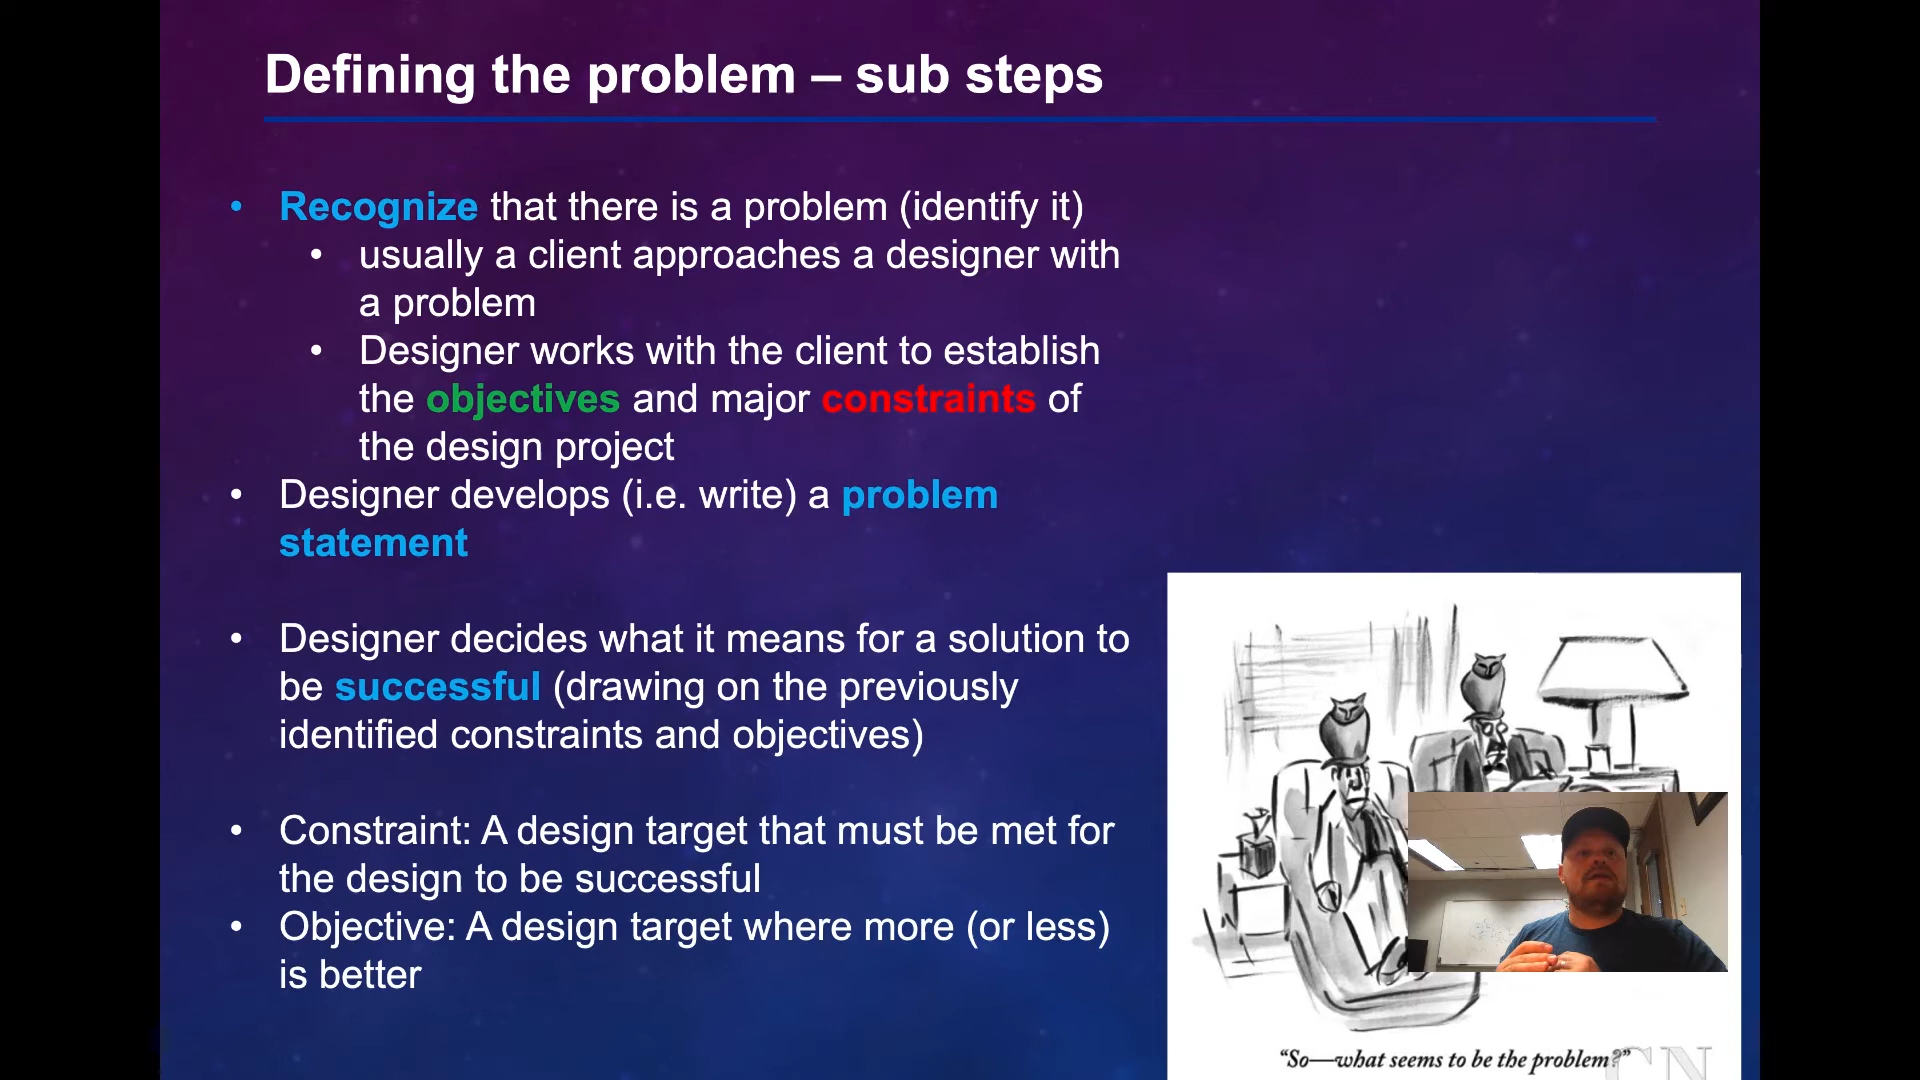 Defining the problem – sub steps
• Recognize that there is a problem (identify it)
• usually a client approaches a designer with
a problem
• Designer works with the client to establish
the objectives and major constraints of
the design project
• Designer develops (i.e. write) a problem
statement
• Designer decides what it means for a solution to
be successful (drawing on the previously
identified constraints and objectives)
• Constraint: A design target that must be met for
the design to be successful
• Objective: A design target where more (or less)
is better
“So—what seems to be the problem?”
CN